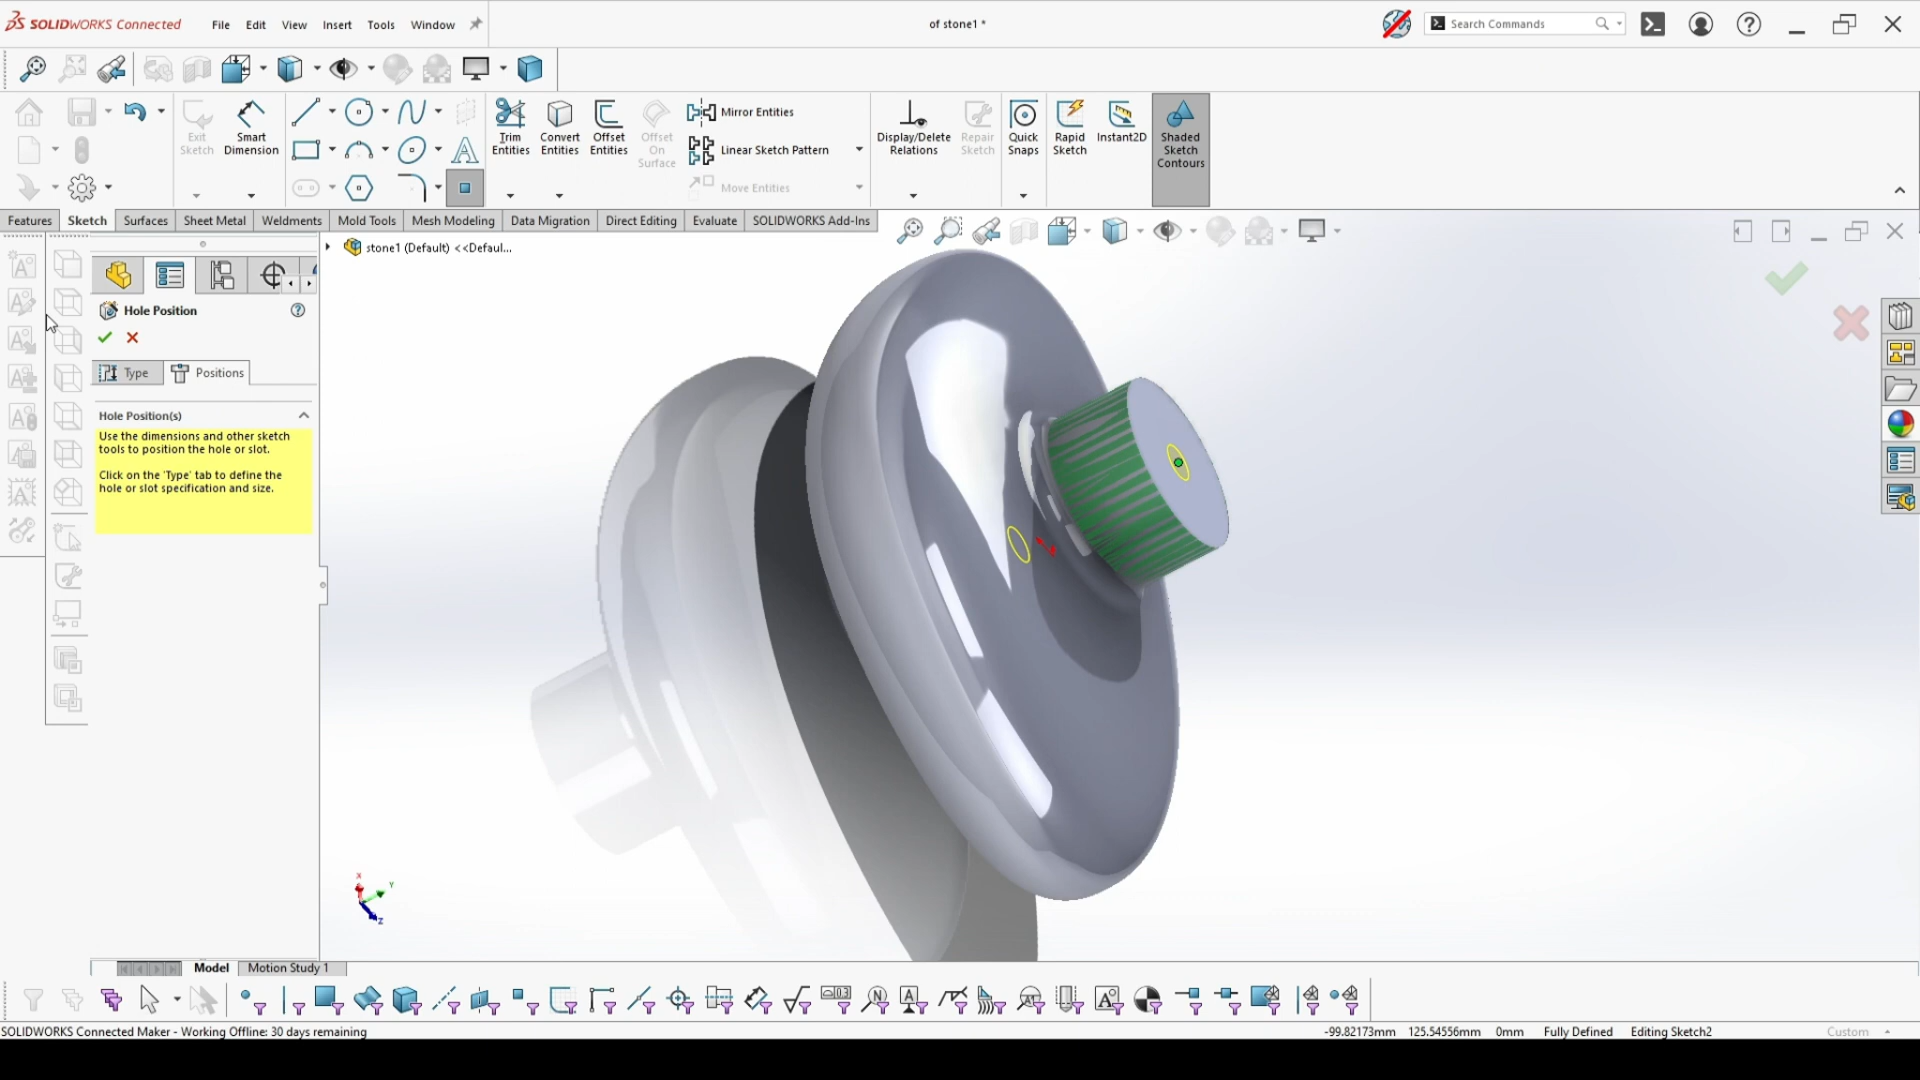 SOLIDWORKS Connected
File
Edit
View
Insert
Tools
Window
of stone1 *
Search Commands
Exit
Sketch
Smart
Dimension
Trim
Entities
Convert
Entities
Offset
Entities
Offset
On
Surface
Mirror Entities
Linear Sketch Pattern
Move Entities
Display/Delete
Relations
Repair
Sketch
Quick
Snaps
Rapid
Sketch
Instant2D
Shaded
Sketch
Contours
Features
Sketch
Surfaces
Sheet Metal
Weldments
Mold Tools
Mesh Modeling
Data Migration
Direct Editing
Evaluate
SOLIDWORKS Add-Ins
stone1 (Default) <<Defaul...
Hole Position
Type
Positions
Hole Position(s)
Use the dimensions and other sketch
tools to position the hole or slot.
Click on the 'Type' tab to define the
hole or slot specification and size.
X
Y
Z
Model
Motion Study 1
SOLIDWORKS Connected Maker - Working Offline: 30 days remaining
-99.82173mm
125.54556mm
0mm
Fully Defined
Editing Sketch2
Custom